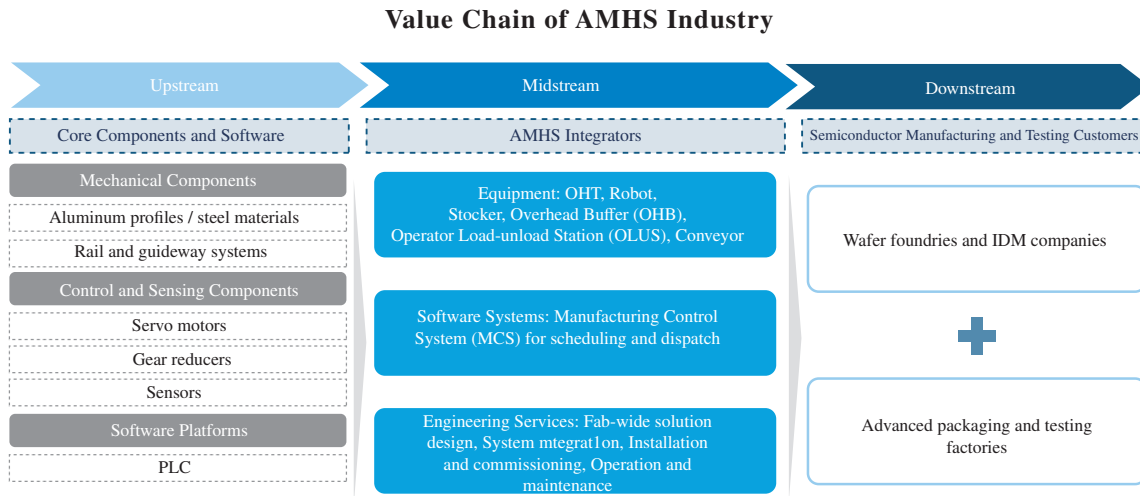 Value Chain of AMHS Industry
Upstream
Midstream
Downstream
Core Components and Software
AMHS Integrators
Semiconductor Manufacturing and Testing Customers
Mechanical Components
Aluminum profiles / steel materials
Rail and guideway systems
Control and Sensing Components
Servo motors
Gear reducers
Sensors
Software Platforms
PLC
Equipment: OHT, Robot,
Stocker, Overhead Buffer (OHB),
Operator Load-unload Station (OLUS), Conveyor
Software Systems: Manufacturing Control
System (MCS) for scheduling and dispatch
Engineering Services: Fab-wide solution
design, System mtegrat1on, Installation
and commissioning, Operation and
maintenance
Wafer foundries and IDM companies
Advanced packaging and testing
factories